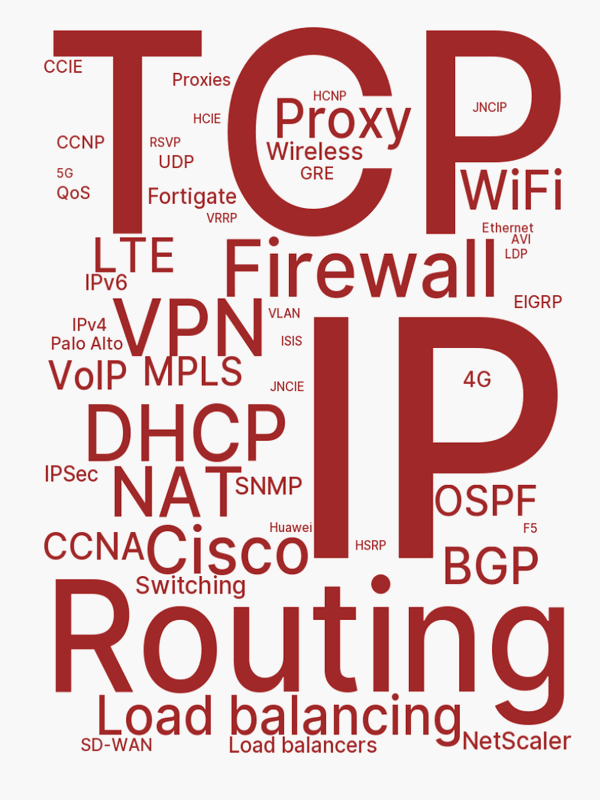 TCP
CCIE
Proxies
HCNP
Proxy
JNCIP
HCIE
CCNP
RSVP
Wireless
UDP
GRE
5G
QoS
Fortigate
WiFi
VRRP
Ethernet
AVI
LTE
Firewall
LDP
IPv6
EIGRP
VPN
VLAN
IP
IPv4
Palo Alto
ISIS
VoIP
MPLS
4G
JNCIE
DHCP
IPSec
NAT
SNMP
OSPF
Huawei
F5
CCNA
Cisco
HSRP
BGP
Switching
Routing
Load balancing
SD-WAN
Load balancers
NetScaler